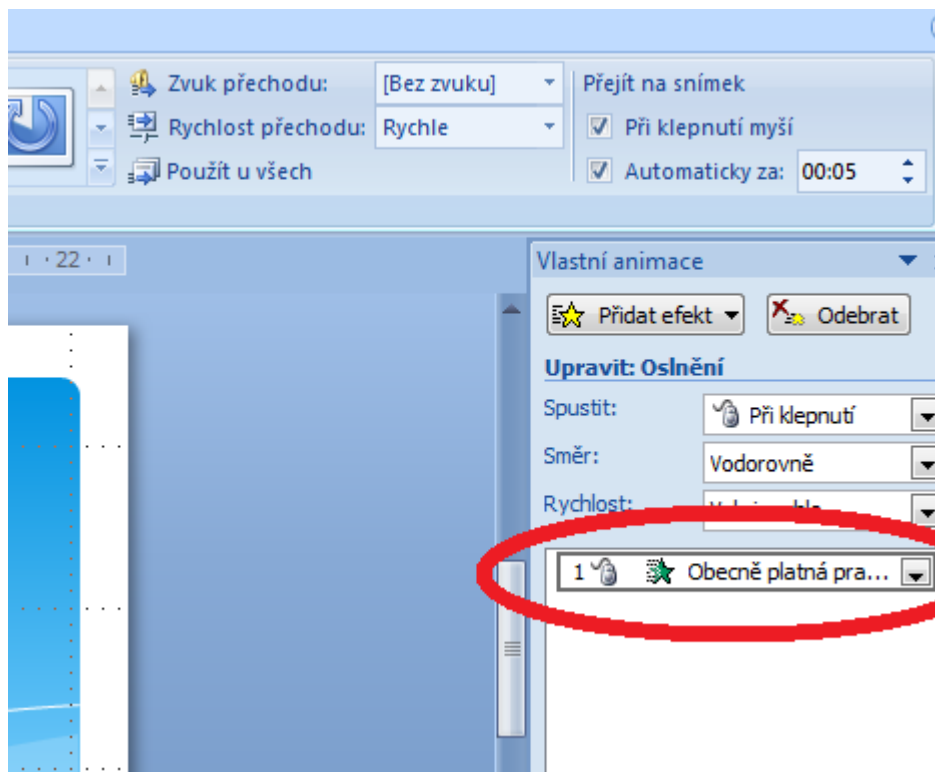 Zvuk přechodu: [Bez zvuku]
Rychlost přechodu: Rychle
Použít u všech
Přejít na snímek
Při klepnutí myší
Automaticky za: 00:05
22
Vlastní animace
Přidat efekt Odebrat
Upravit: Oslnění
Spustit: Při klepnutí
Směr: Vodorovně
Rychlost:
1 Obecně platná pra...